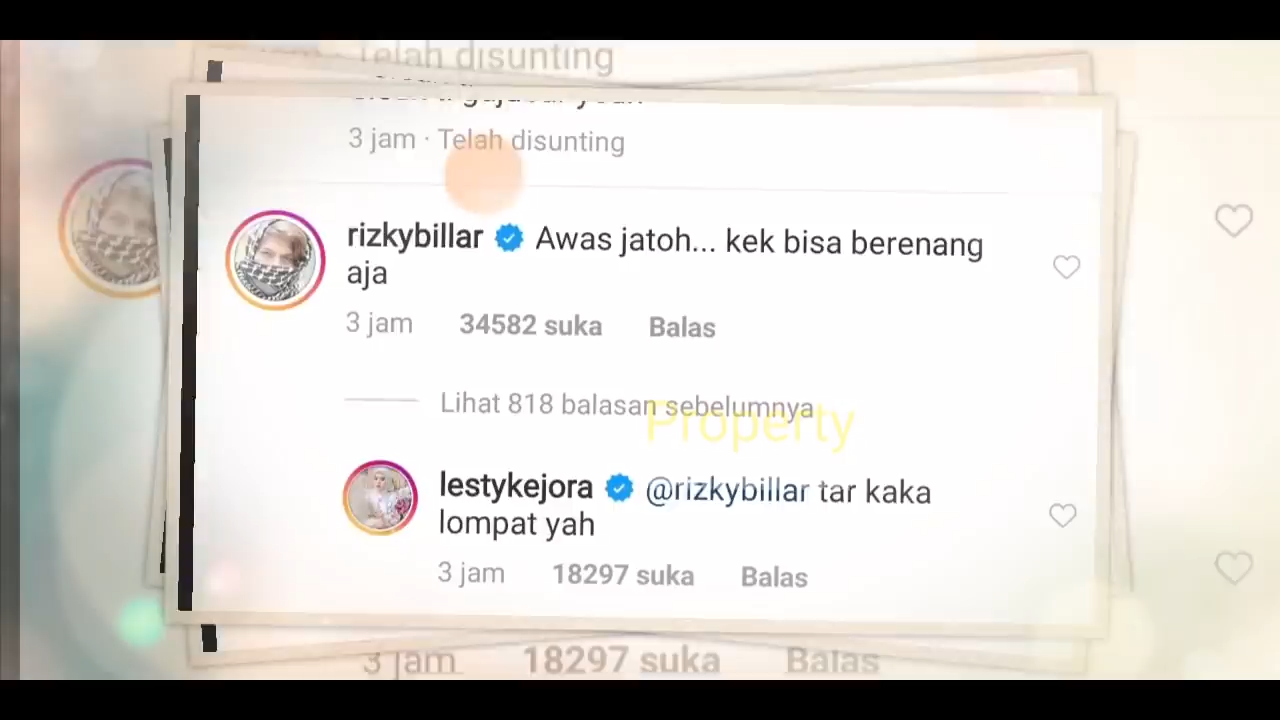 Telah disunting
3 jam · Telah disunting
rizkybillar Awas jatoh... kek bisa berenang
aja
3 jam 34582 suka Balas
Lihat 818 balasan sebelumnya
Property
lestykejora @rizkybillar tar kaka
lompat yah
3 jam 18297 suka Balas
3 jam 18297 suka Balas